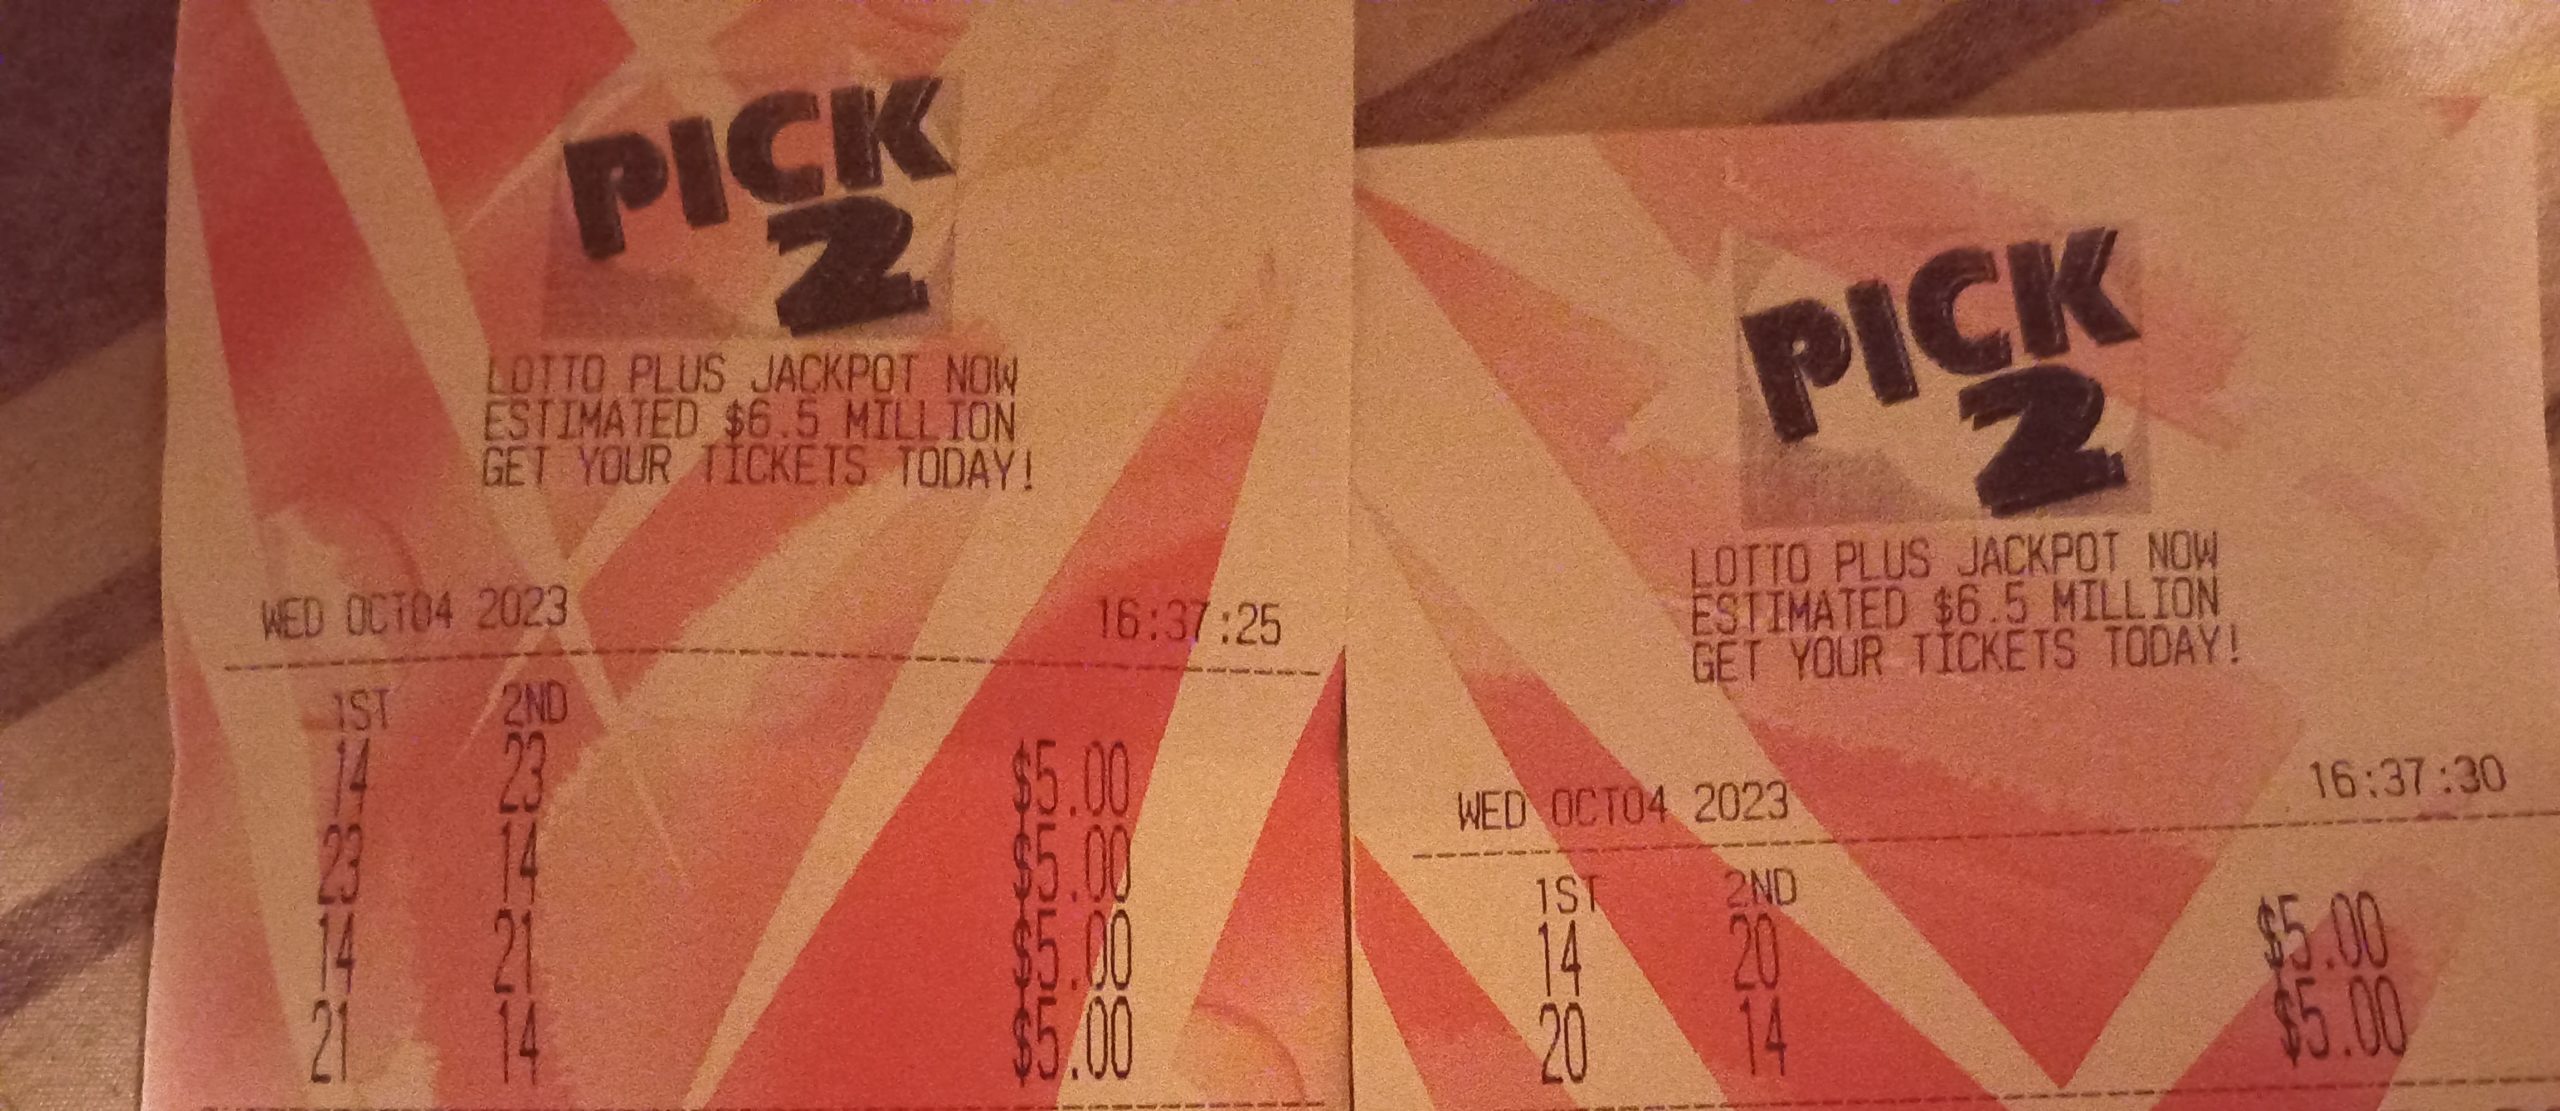 PICK
2
LOTTO PLUS JACKPOT NOW
ESTIMATED $6.5 MILLION
GET YOUR TICKETS TODAY!
WED OCT04 2023 16:37:25
1ST 2ND
14 23 $5.00
23 14 $5.00
14 21 $5.00
21 14 $5.00
PICK
2
LOTTO PLUS JACKPOT NOW
ESTIMATED $6.5 MILLION
GET YOUR TICKETS TODAY!
WED OCT04 2023 16:37:30
1ST 2ND
14 20 $5.00
20 14 $5.00